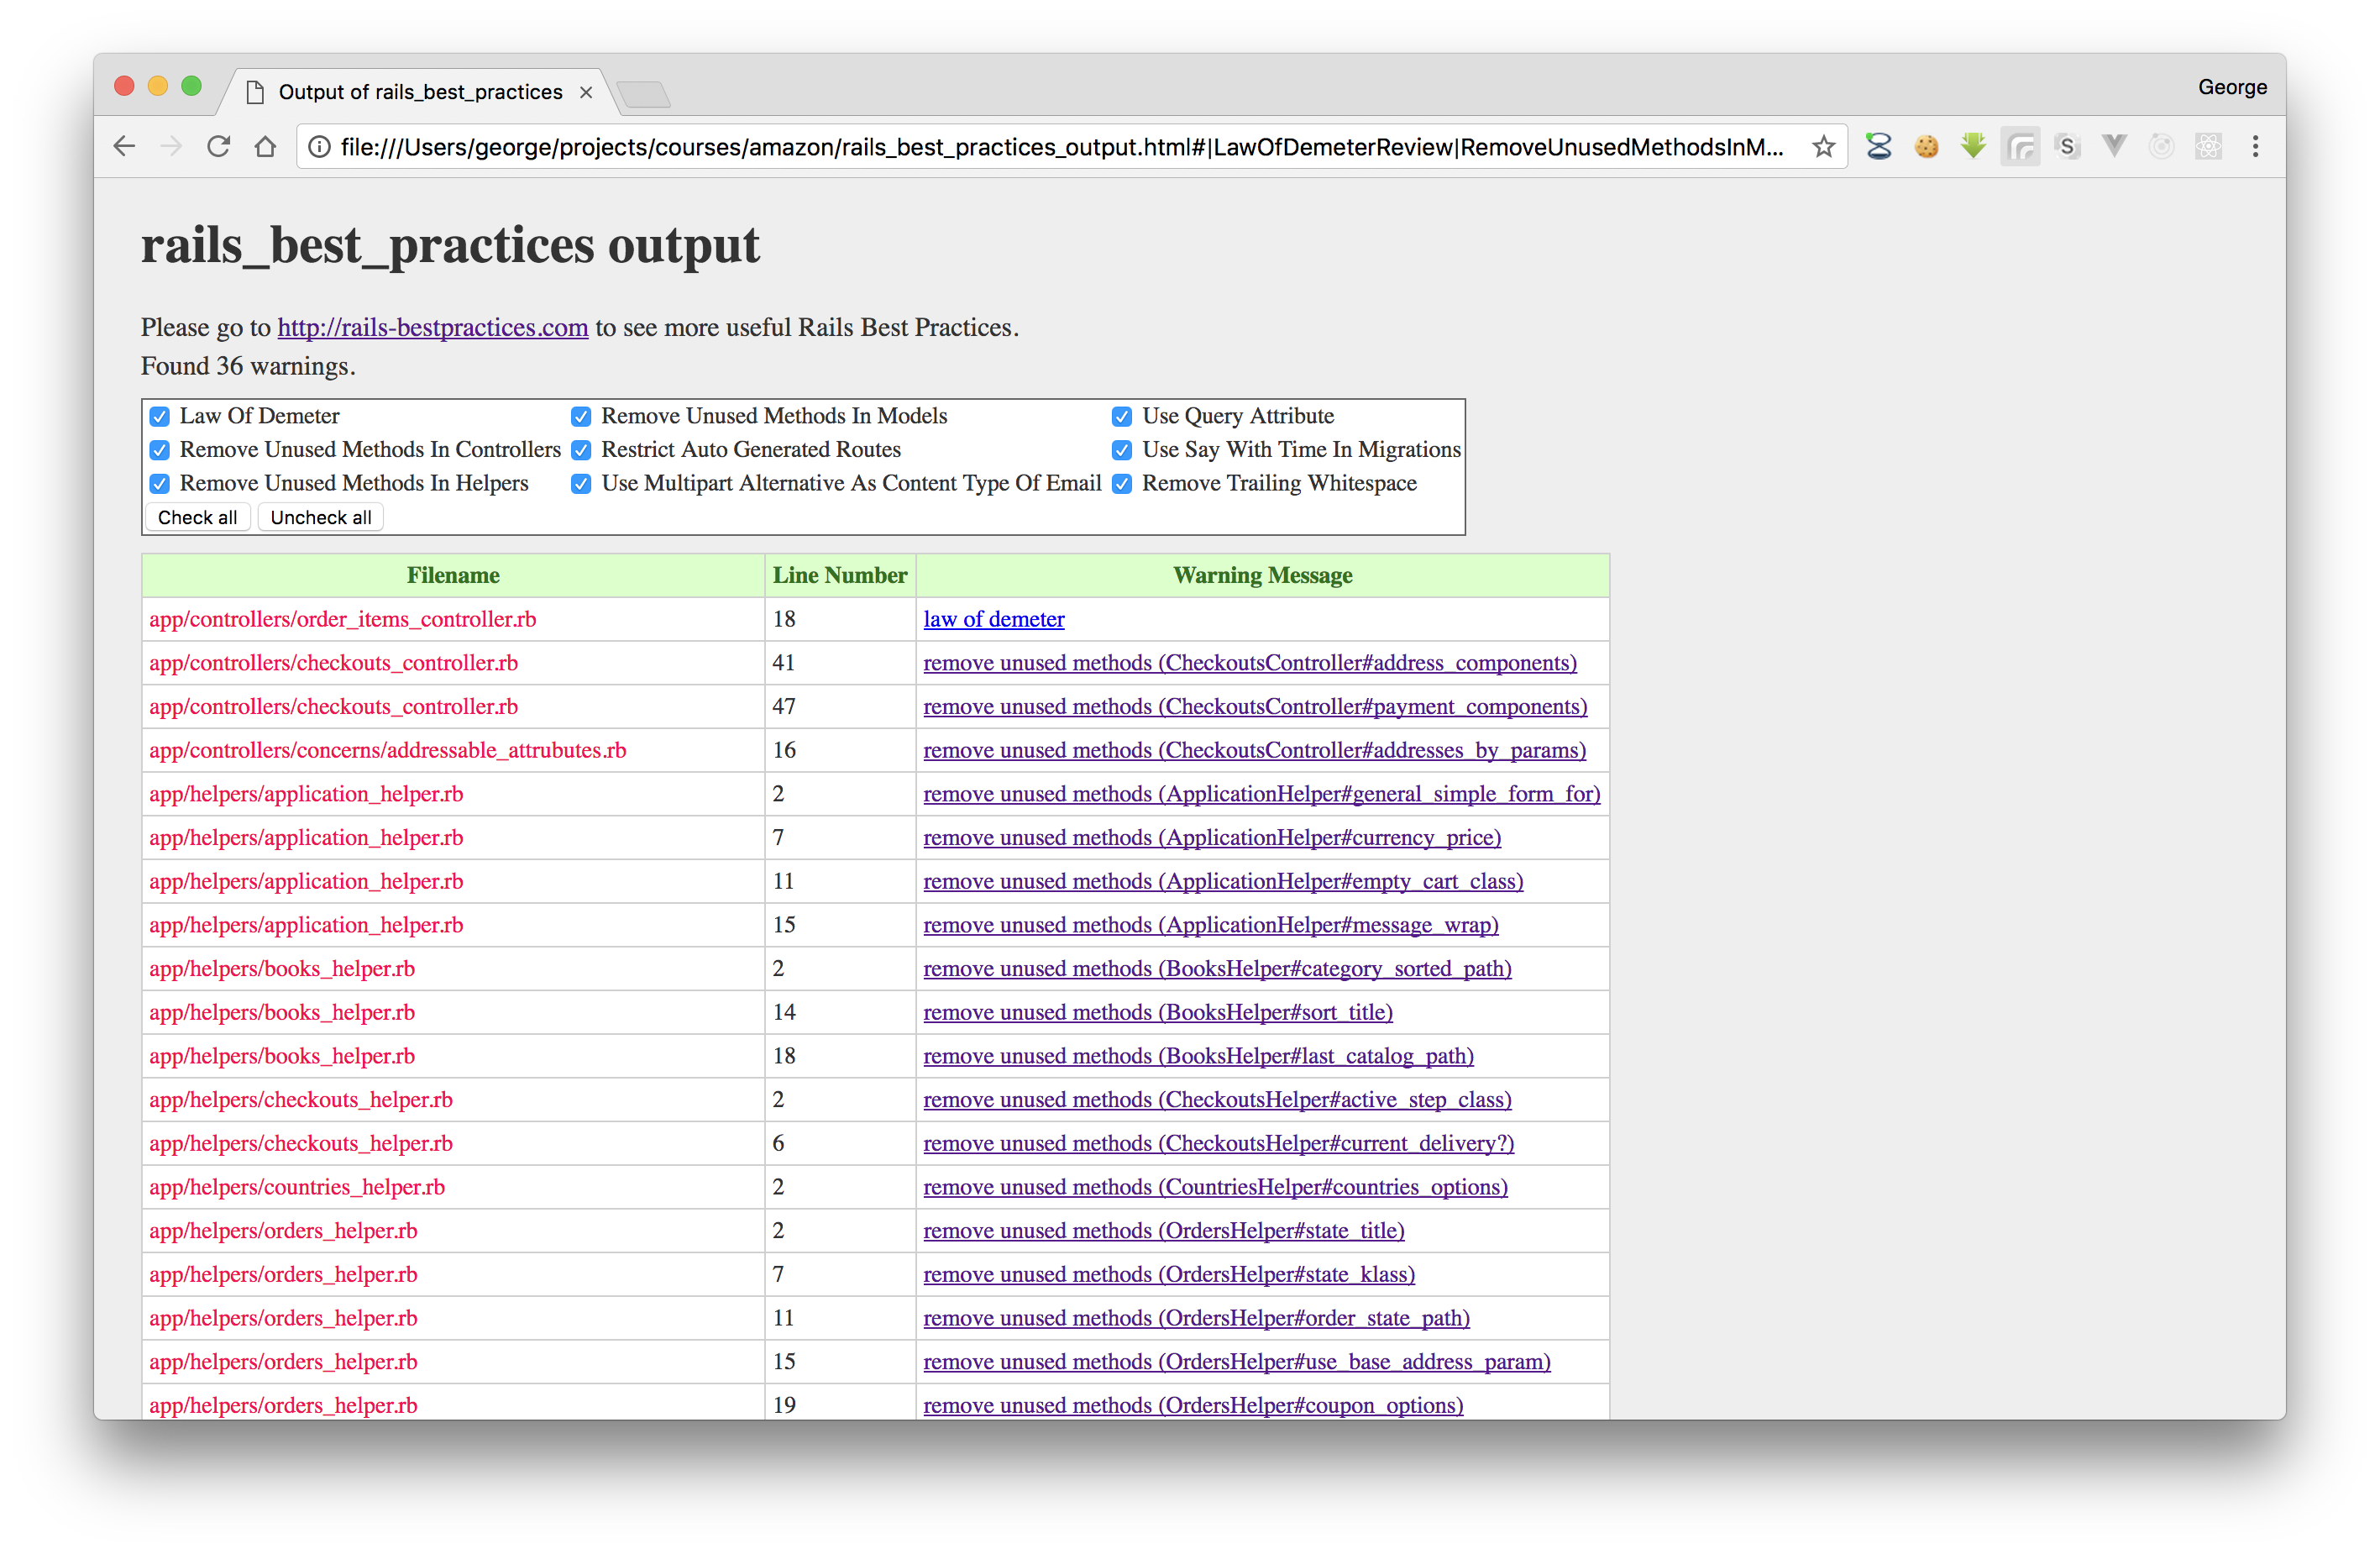 Output of rails_best_practices
George
file:///Users/george/projects/courses/amazon/rails_best_practices_output.html#|LawOfDemeterReview|RemoveUnusedMethodsInM...
S
rails_best_practices output
Please go to http://rails-bestpractices.com to see more useful Rails Best Practices.
Found 36 warnings.
Law Of Demeter Remove Unused Methods In Models Use Query Attribute
Remove Unused Methods In Controllers Restrict Auto Generated Routes Use Say With Time In Migrations
Remove Unused Methods In Helpers Use Multipart Alternative As Content Type Of Email Remove Trailing Whitespace
Check all Uncheck all
Filename Line Number Warning Message
app/controllers/order_items_controller.rb 18 law of demeter
app/controllers/checkouts_controller.rb 41 remove unused methods (CheckoutsController#address_components)
app/controllers/checkouts_controller.rb 47 remove unused methods (CheckoutsController#payment_components)
app/controllers/concerns/addressable_attrubutes.rb 16 remove unused methods (CheckoutsController#addresses_by_params)
app/helpers/application_helper.rb 2 remove unused methods (ApplicationHelper#general_simple_form_for)
app/helpers/application_helper.rb 7 remove unused methods (ApplicationHelper#currency_price)
app/helpers/application_helper.rb 11 remove unused methods (ApplicationHelper#empty_cart_class)
app/helpers/application_helper.rb 15 remove unused methods (ApplicationHelper#message_wrap)
app/helpers/books_helper.rb 2 remove unused methods (BooksHelper#category_sorted_path)
app/helpers/books_helper.rb 14 remove unused methods (BooksHelper#sort_title)
app/helpers/books_helper.rb 18 remove unused methods (BooksHelper#last_catalog_path)
app/helpers/checkouts_helper.rb 2 remove unused methods (CheckoutsHelper#active_step_class)
app/helpers/checkouts_helper.rb 6 remove unused methods (CheckoutsHelper#current_delivery?)
app/helpers/countries_helper.rb 2 remove unused methods (CountriesHelper#countries_options)
app/helpers/orders_helper.rb 2 remove unused methods (OrdersHelper#state_title)
app/helpers/orders_helper.rb 7 remove unused methods (OrdersHelper#state_klass)
app/helpers/orders_helper.rb 11 remove unused methods (OrdersHelper#order_state_path)
app/helpers/orders_helper.rb 15 remove unused methods (OrdersHelper#use_base_address_param)
app/helpers/orders_helper.rb 19 remove unused methods (OrdersHelper#coupon_options)